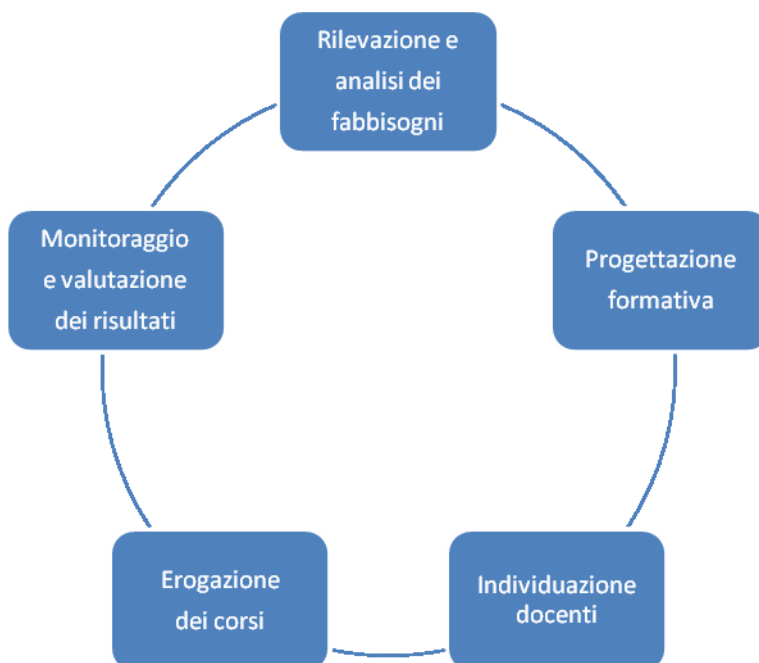 Rilevazione e
analisi dei
fabbisogni
Progettazione
formativa
Individuazione
docenti
Erogazione
dei corsi
Monitoraggio
e valutazione
dei risultati